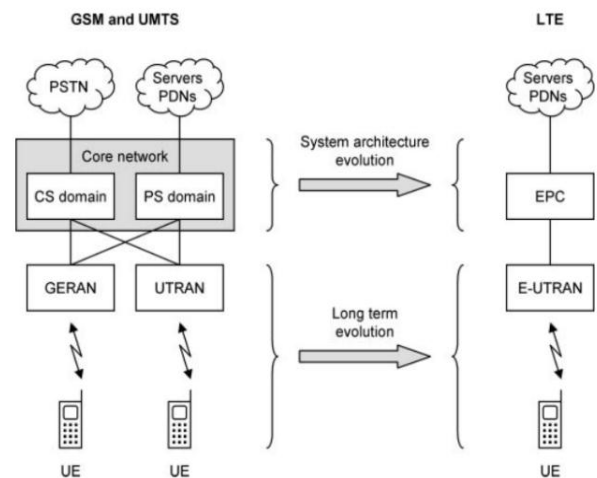 GSM and UMTS
LTE
PSTN
Servers
PDNs
Servers
PDNs
Core network
System architecture
evolution
CS domain
PS domain
EPC
GERAN
UTRAN
Long term
evolution
E-UTRAN
UE
UE
UE